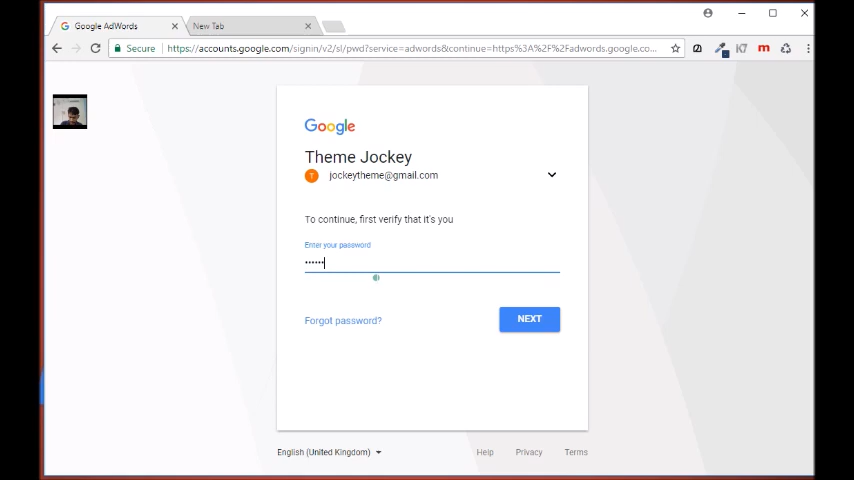 Google AdWords
New Tab
Secure https://accounts.google.com/signin/v2/sl/pwd?service=adwords&continue=https%3A%2F%2Fadwords.google.co...
Google
Theme Jockey
T jockeytheme@gmail.com
To continue, first verify that it's you
Enter your password
••••••
Forgot password?
NEXT
English (United Kingdom)
Help Privacy Terms